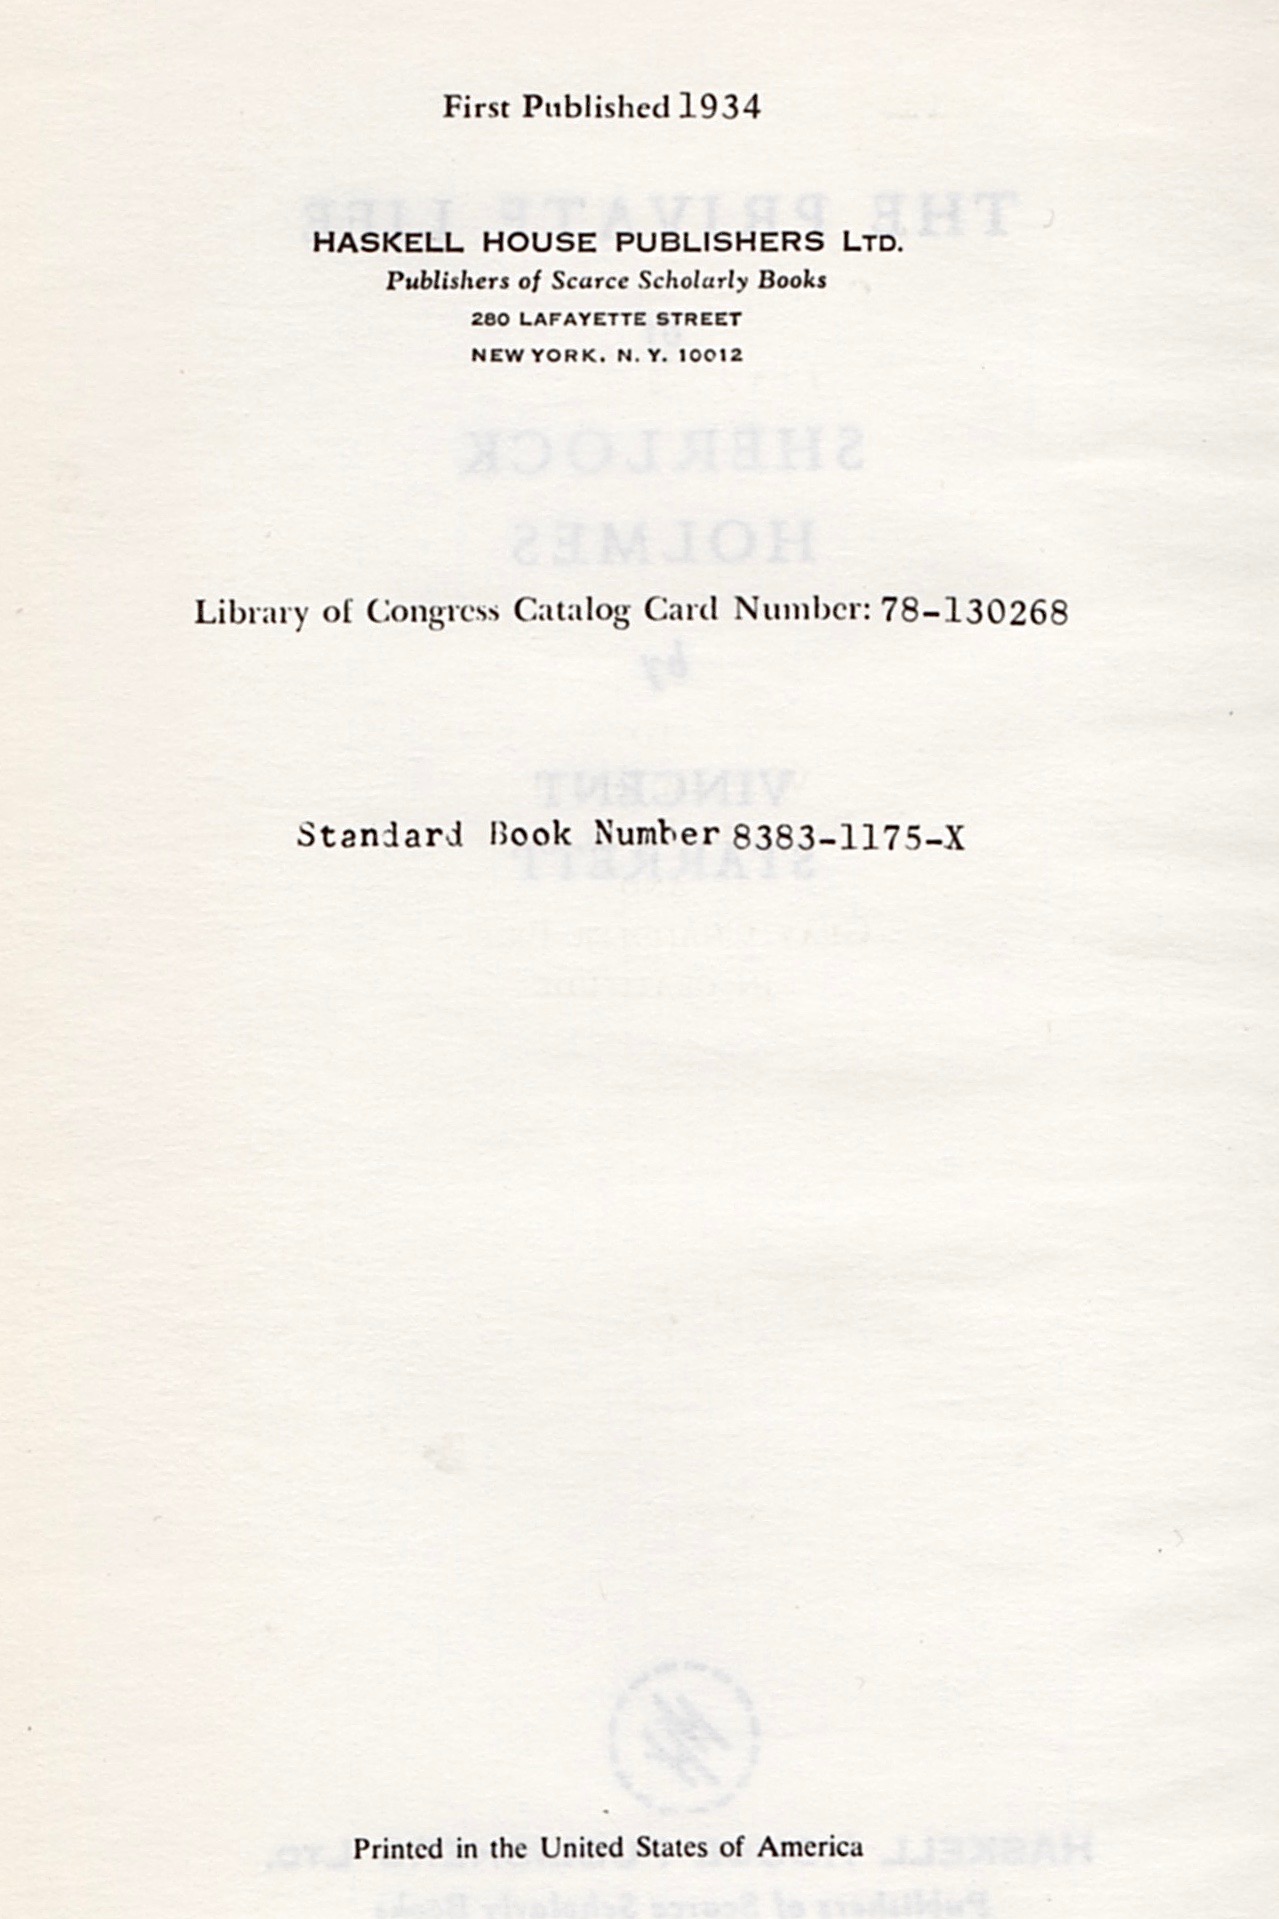 First Published 1934
HASKELL HOUSE PUBLISHERS LTD.
Publishers of Scarce Scholarly Books
280 LAFAYETTE STREET
NEW YORK, N. Y. 10012
Library of Congress Catalog Card Number: 78-130268
Standard Book Number 8383-1175-X
Printed in the United States of America